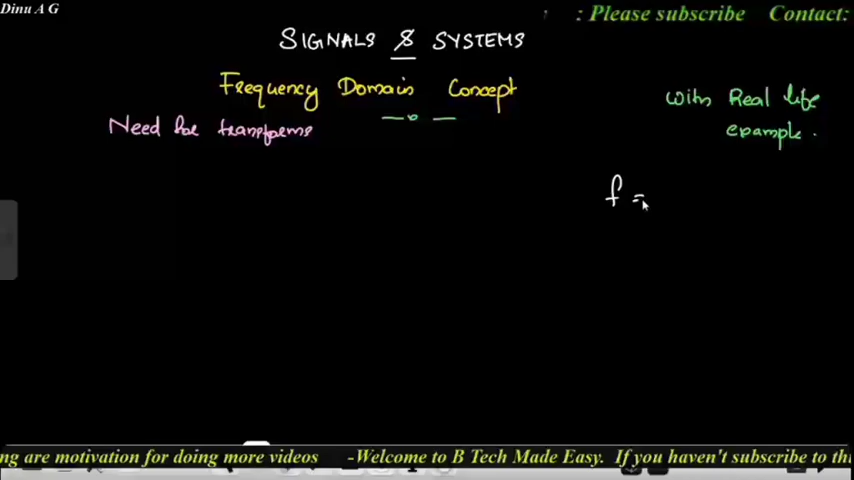 Dinu A G
: Please subscribe Contact:
SIGNALS & SYSTEMS
Frequency Domain Concept
With Real life
example.
Need for transforms
f =
ng are motivation for doing more videos -Welcome to B Tech Made Easy. If you haven't subscribe to thi